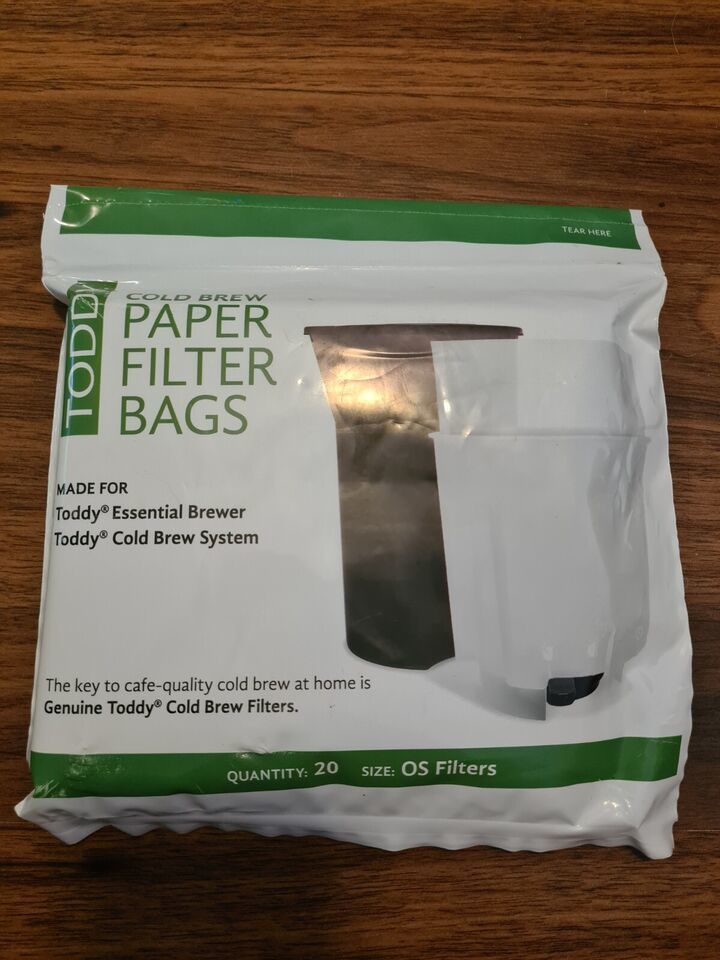 TEAR HERE
TODD
COLD BREW
PAPER
FILTER
BAGS
MADE FOR
Toddy® Essential Brewer
Toddy® Cold Brew System
The key to cafe-quality cold brew at home is
Genuine Toddy® Cold Brew Filters.
QUANTITY: 20 SIZE: OS Filters